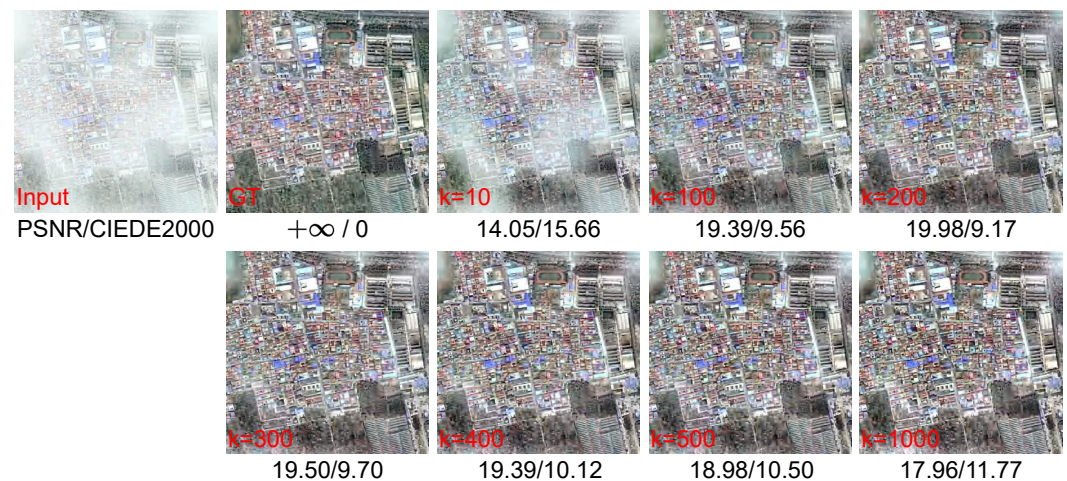 Input
GT
k=10
k=100
k=200
PSNR/CIEDE2000
+∞ / 0
14.05/15.66
19.39/9.56
19.98/9.17
k=300
k=400
k=500
k=1000
19.50/9.70
19.39/10.12
18.98/10.50
17.96/11.77